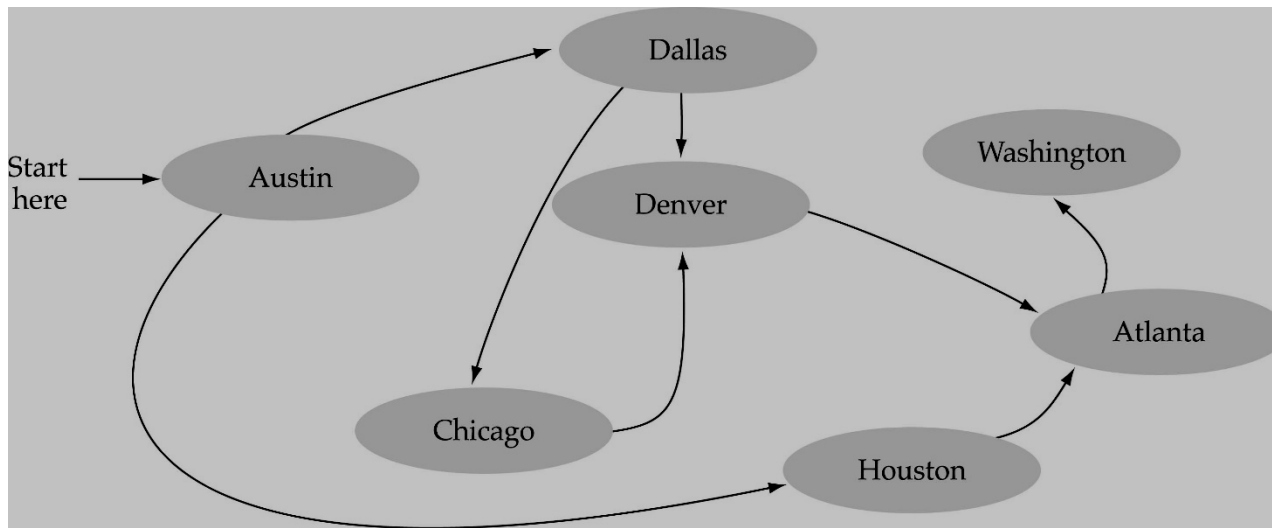 Dallas
Washington
Start
here
Austin
Denver
Atlanta
Chicago
Houston